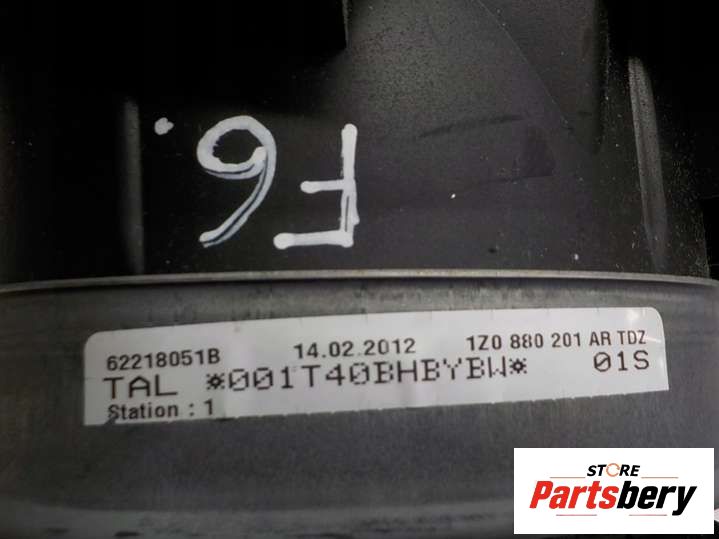 F6.
62218051B 14.02.2012 1Z0 880 201 AR TDZ
TAL *001T40BHBYBW* 01S
Station : 1
STORE
Partsbery